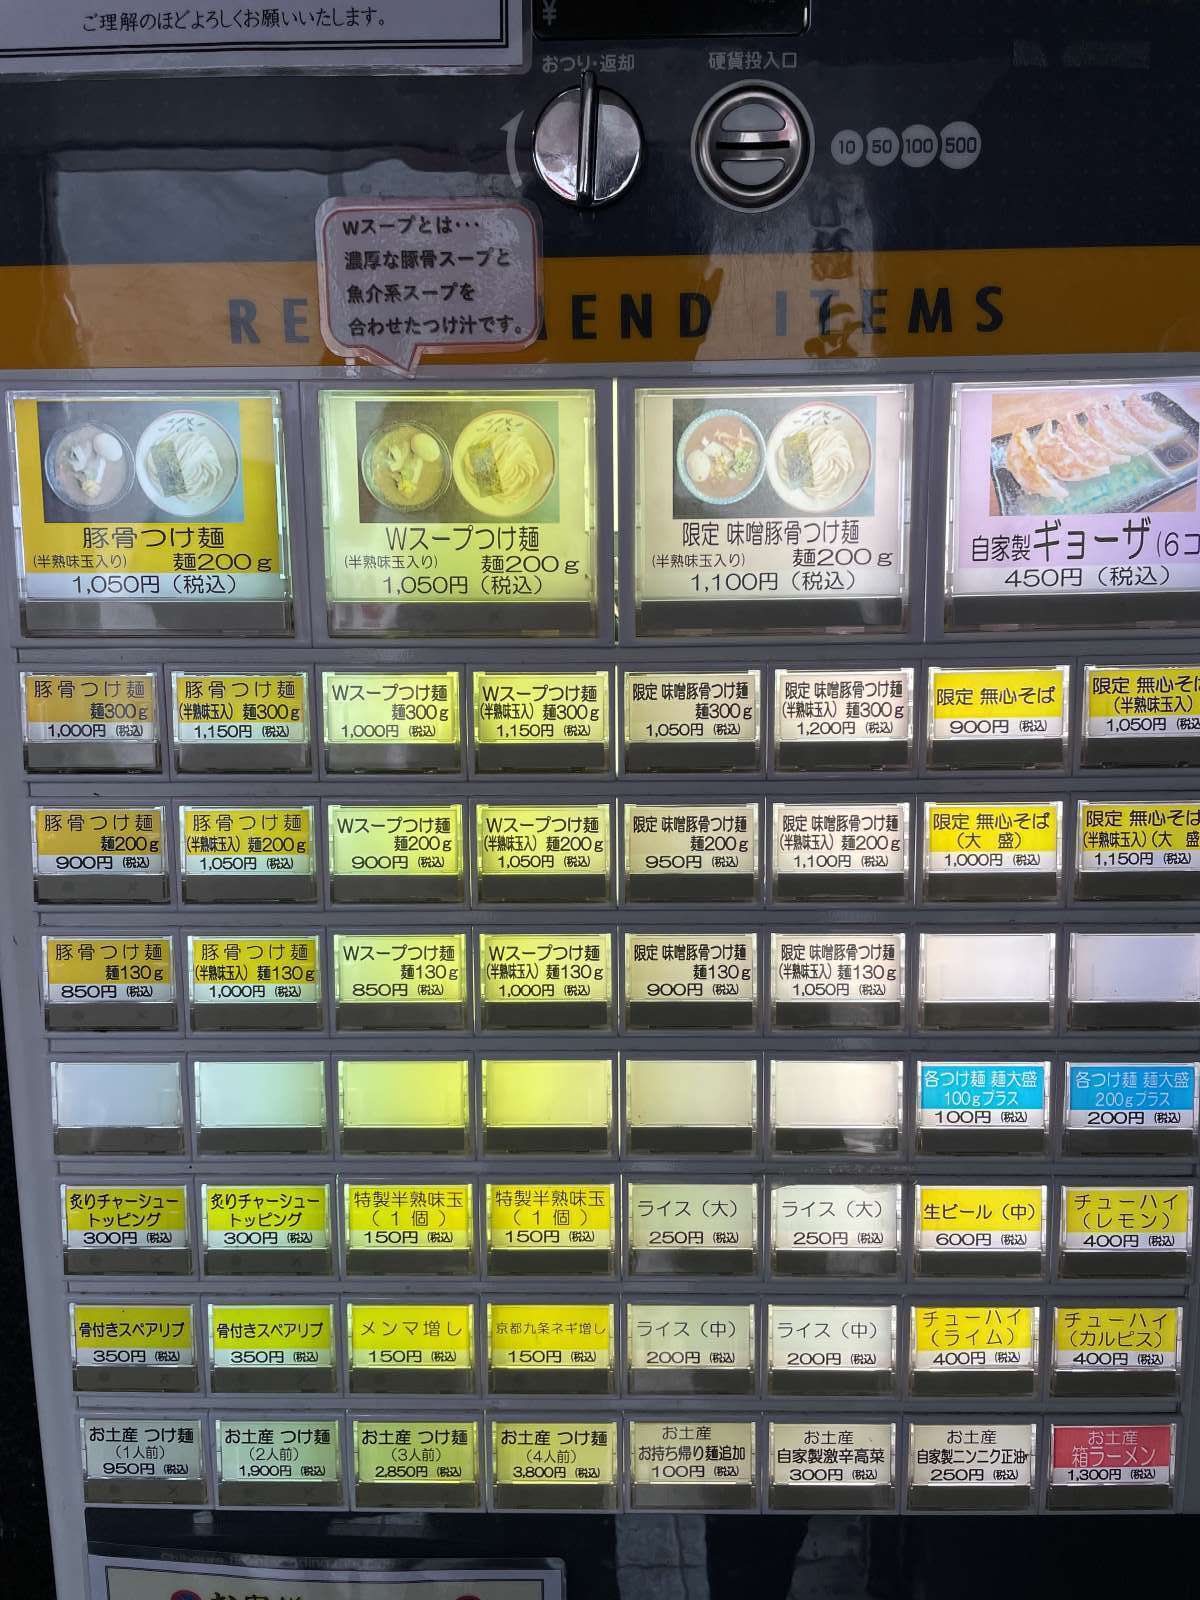 ご理解のほどよろしくお願いいたします。
¥
おつり・返却
硬貨投入口
10 50 100 500
Wスープとは・・・
濃厚な豚骨スープと
魚介系スープを
合わせたつけ汁です。
RE MEND ITEMS
豚骨つけ麺
(半熟味玉入り) 麺200g
1,050円(税込)
Wスープつけ麺
(半熟味玉入り) 麺200g
1,050円(税込)
限定 味噌豚骨つけ麺
(半熟味玉入り) 麺200g
1,100円(税込)
自家製ギョーザ(6コ
450円(税込)
豚骨つけ麺
麺300g
1,000円(税込)
豚骨つけ麺
(半熟味玉入) 麺300g
1,150円(税込)
Wスープつけ麺
麺300g
1,000円(税込)
Wスープつけ麺
(半熟味玉入) 麺300g
1,150円(税込)
限定 味噌豚骨つけ麺
麺300g
1,050円(税込)
限定 味噌豚骨つけ麺
(半熟味玉入) 麺300g
1,200円(税込)
限定 無心そば
900円(税込)
限定 無心そば
(半熟味玉入)
1,050円(税込
豚骨つけ麺
麺200g
900円(税込)
豚骨つけ麺
(半熟味玉入) 麺200g
1,050円(税込)
Wスープつけ麺
麺200g
900円(税込)
Wスープつけ麺
(半熟味玉入) 麺200g
1,050円(税込)
限定 味噌豚骨つけ麺
麺200g
950円(税込)
限定 味噌豚骨つけ麺
(半熟味玉入) 麺200g
1,100円(税込)
限定 無心そば
(大 盛)
1,000円(税込)
限定 無心そば
(半熟味玉入)(大 盛
1,150円(税込)
豚骨つけ麺
麺130g
850円(税込)
豚骨つけ麺
(半熟味玉入) 麺130g
1,000円(税込)
Wスープつけ麺
麺130g
850円(税込)
Wスープつけ麺
(半熟味玉入) 麺130g
1,000円(税込)
限定 味噌豚骨つけ麺
麺130g
900円(税込)
限定 味噌豚骨つけ麺
(半熟味玉入) 麺130g
1,050円(税込)
各つけ麺 麺大盛
100gプラス
100円(税込)
各つけ麺 麺大盛
200gプラス
200円(税込)
炙りチャーシュー
トッピング
300円(税込)
炙りチャーシュー
トッピング
300円(税込)
特製半熟味玉
(1個)
150円(税込)
特製半熟味玉
(1個)
150円(税込)
ライス(大)
250円(税込)
ライス(大)
250円(税込)
生ビール(中)
600円(税込)
チューハイ
(レモン)
400円(税込)
骨付きスペアリブ
350円(税込)
骨付きスペアリブ
350円(税込)
メンマ増し
150円(税込)
京都九条ネギ増し
150円(税込)
ライス(中)
200円(税込)
ライス(中)
200円(税込)
チューハイ
(ライム)
400円(税込)
チューハイ
(カルピス)
400円(税込)
お土産 つけ麺
(1人前)
950円(税込)
お土産 つけ麺
(2人前)
1,900円(税込)
お土産 つけ麺
(3人前)
2,850円(税込)
お土産 つけ麺
(4人前)
3,800円(税込)
お土産
お持ち帰り麺追加
100円(税込)
お土産
自家製激辛高菜
300円(税込)
お土産
自家製ニンニク正油
250円(税込)
お土産
箱ラーメン
1,300円(税込)